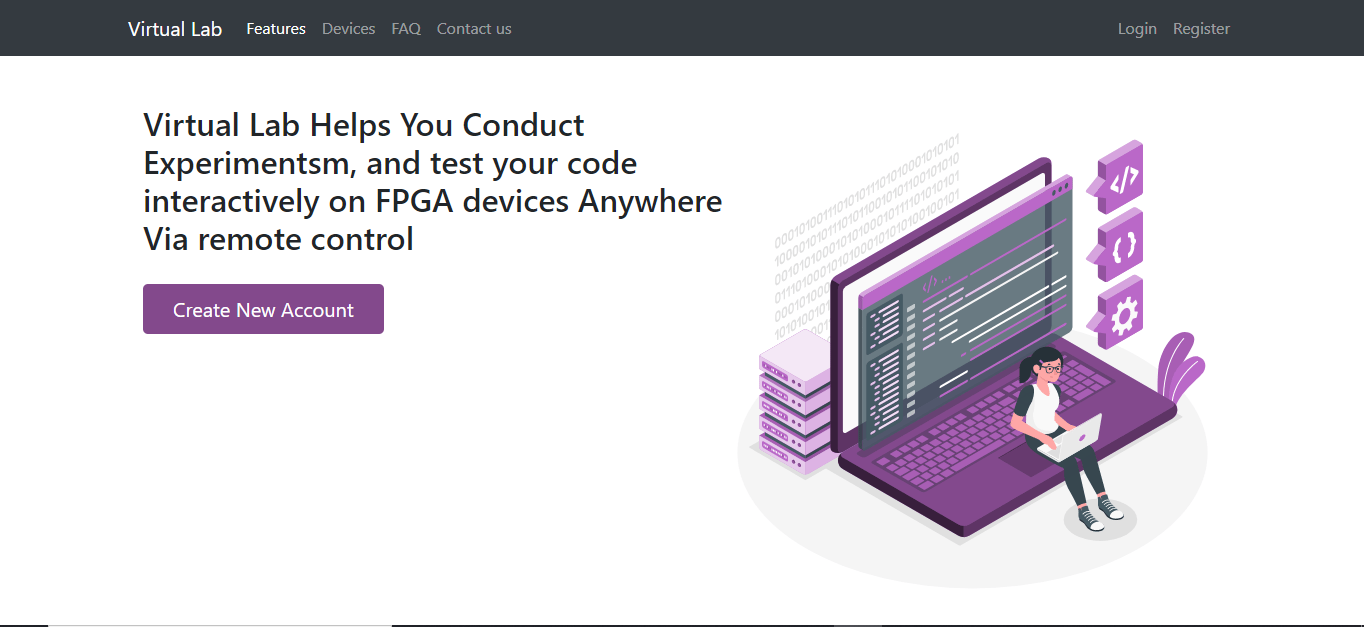 Virtual Lab Features Devices FAQ Contact us Login Register
Virtual Lab Helps You Conduct
Experimentsm, and test your code
interactively on FPGA devices Anywhere
Via remote control
Create New Account